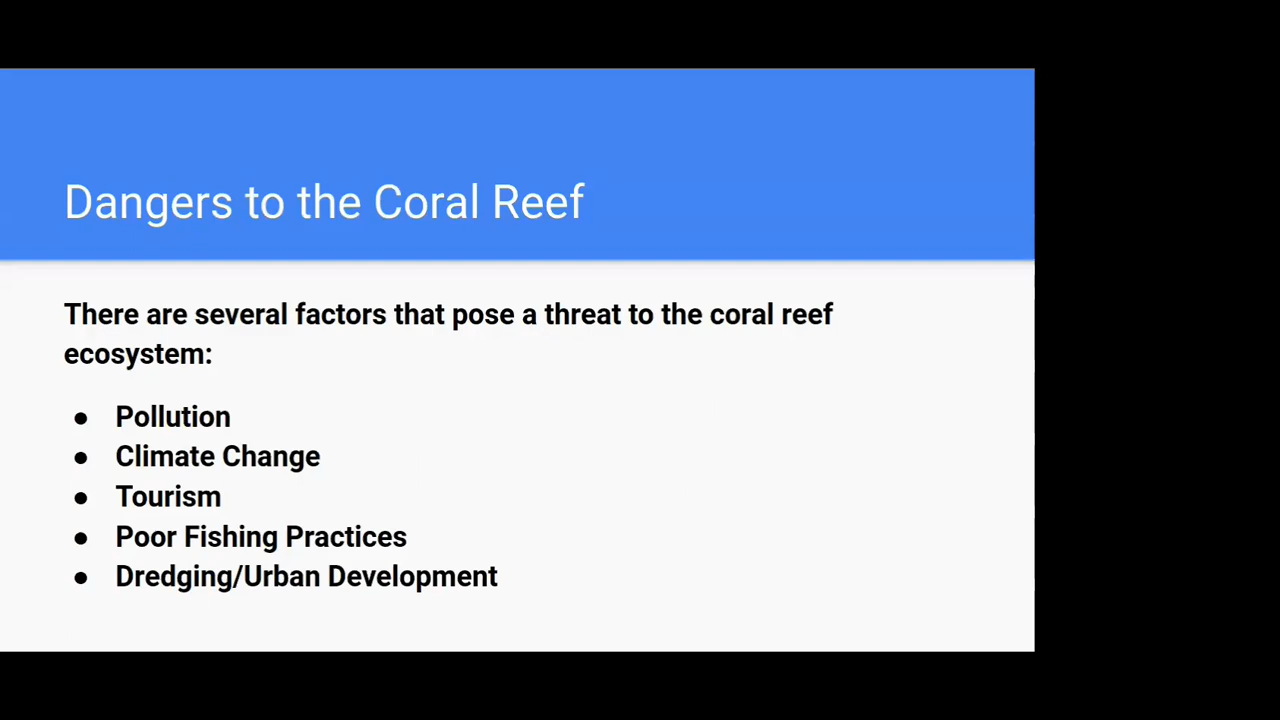 Dangers to the Coral Reef
There are several factors that pose a threat to the coral reef
ecosystem:
● Pollution
● Climate Change
● Tourism
● Poor Fishing Practices
● Dredging/Urban Development